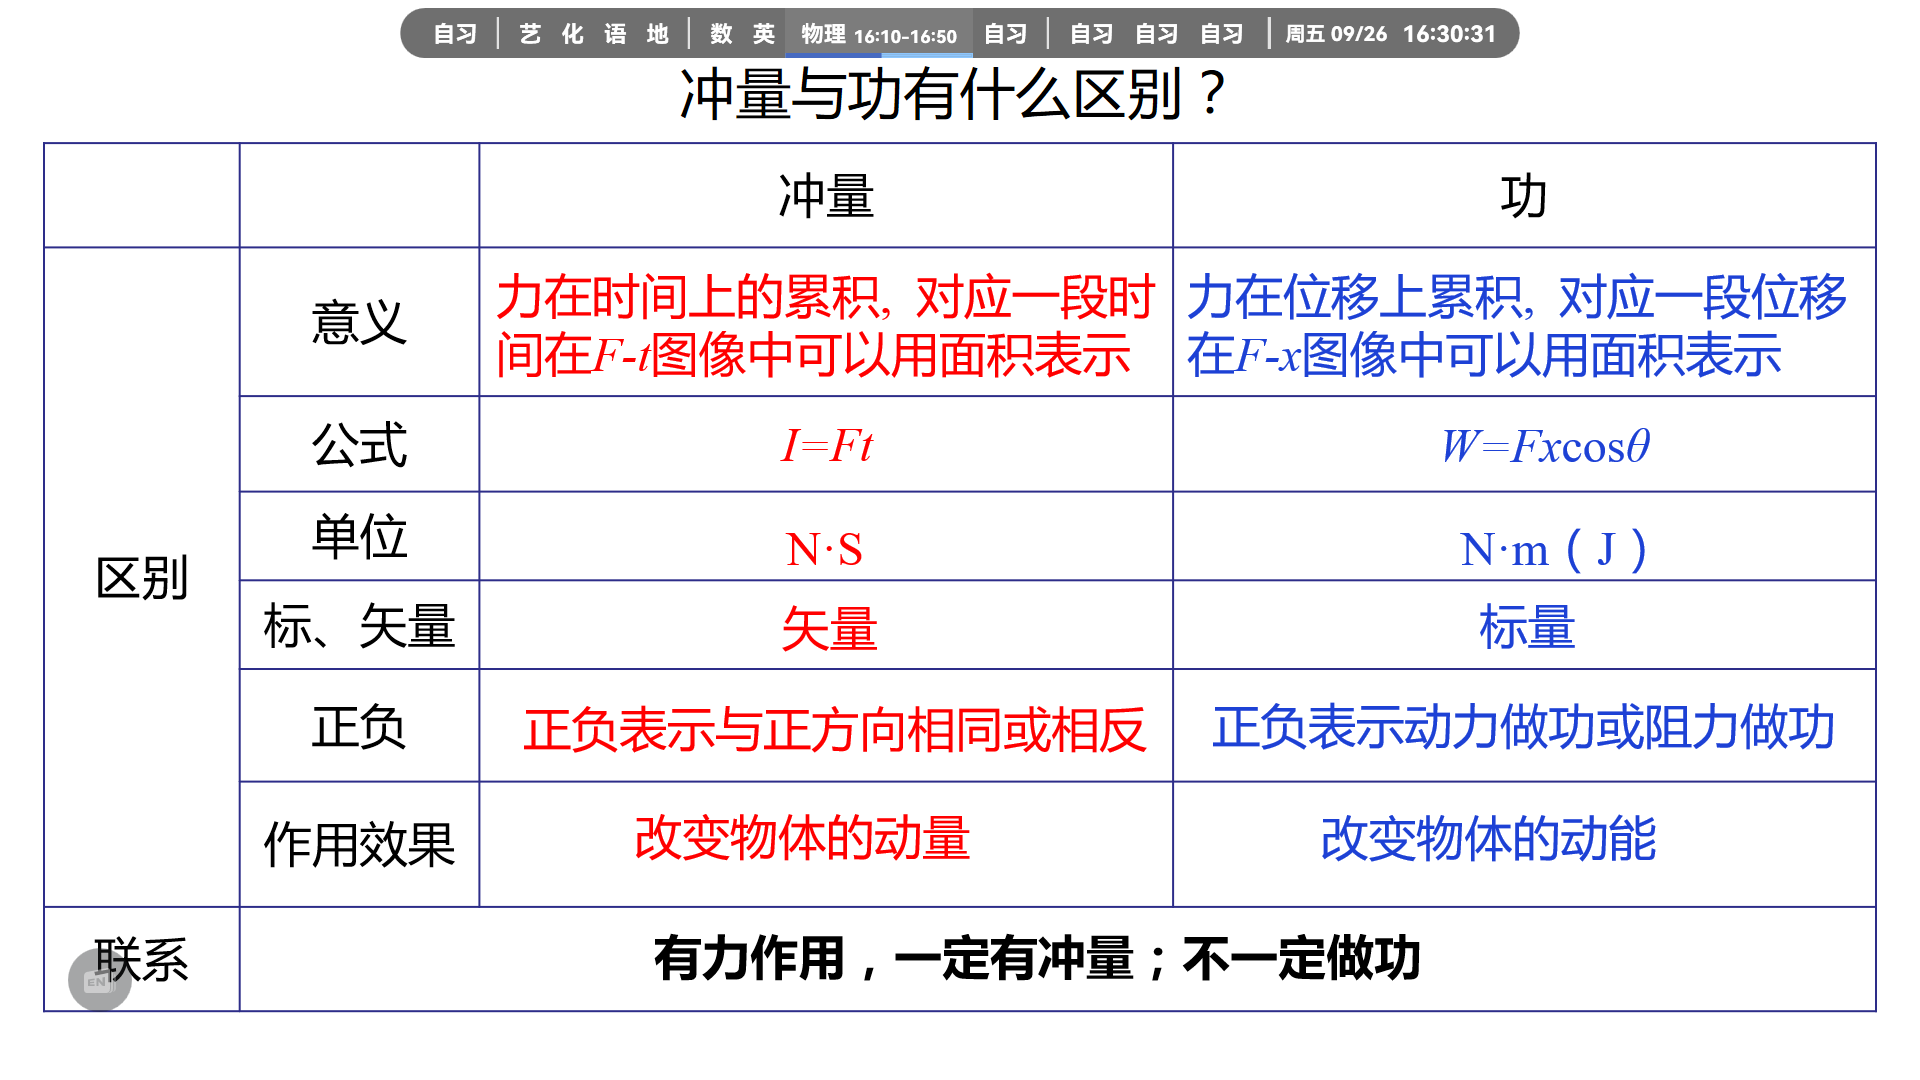 自习 艺 化 语 地 数 英 物理 16:10-16:50 自习 自习 自习 自习 周五 09/26 16:30:31
冲量与功有什么区别？
冲量 功
区别
意义
力在时间上的累积，对应一段时
间在F-t图像中可以用面积表示
力在位移上累积，对应一段位移
在F-x图像中可以用面积表示
公式 I=Ft W=Fxcosθ
单位 N·S N·m（J）
标、矢量 矢量 标量
正负 正负表示与正方向相同或相反 正负表示动力做功或阻力做功
作用效果 改变物体的动量 改变物体的动能
联系 有力作用，一定有冲量；不一定做功
EN